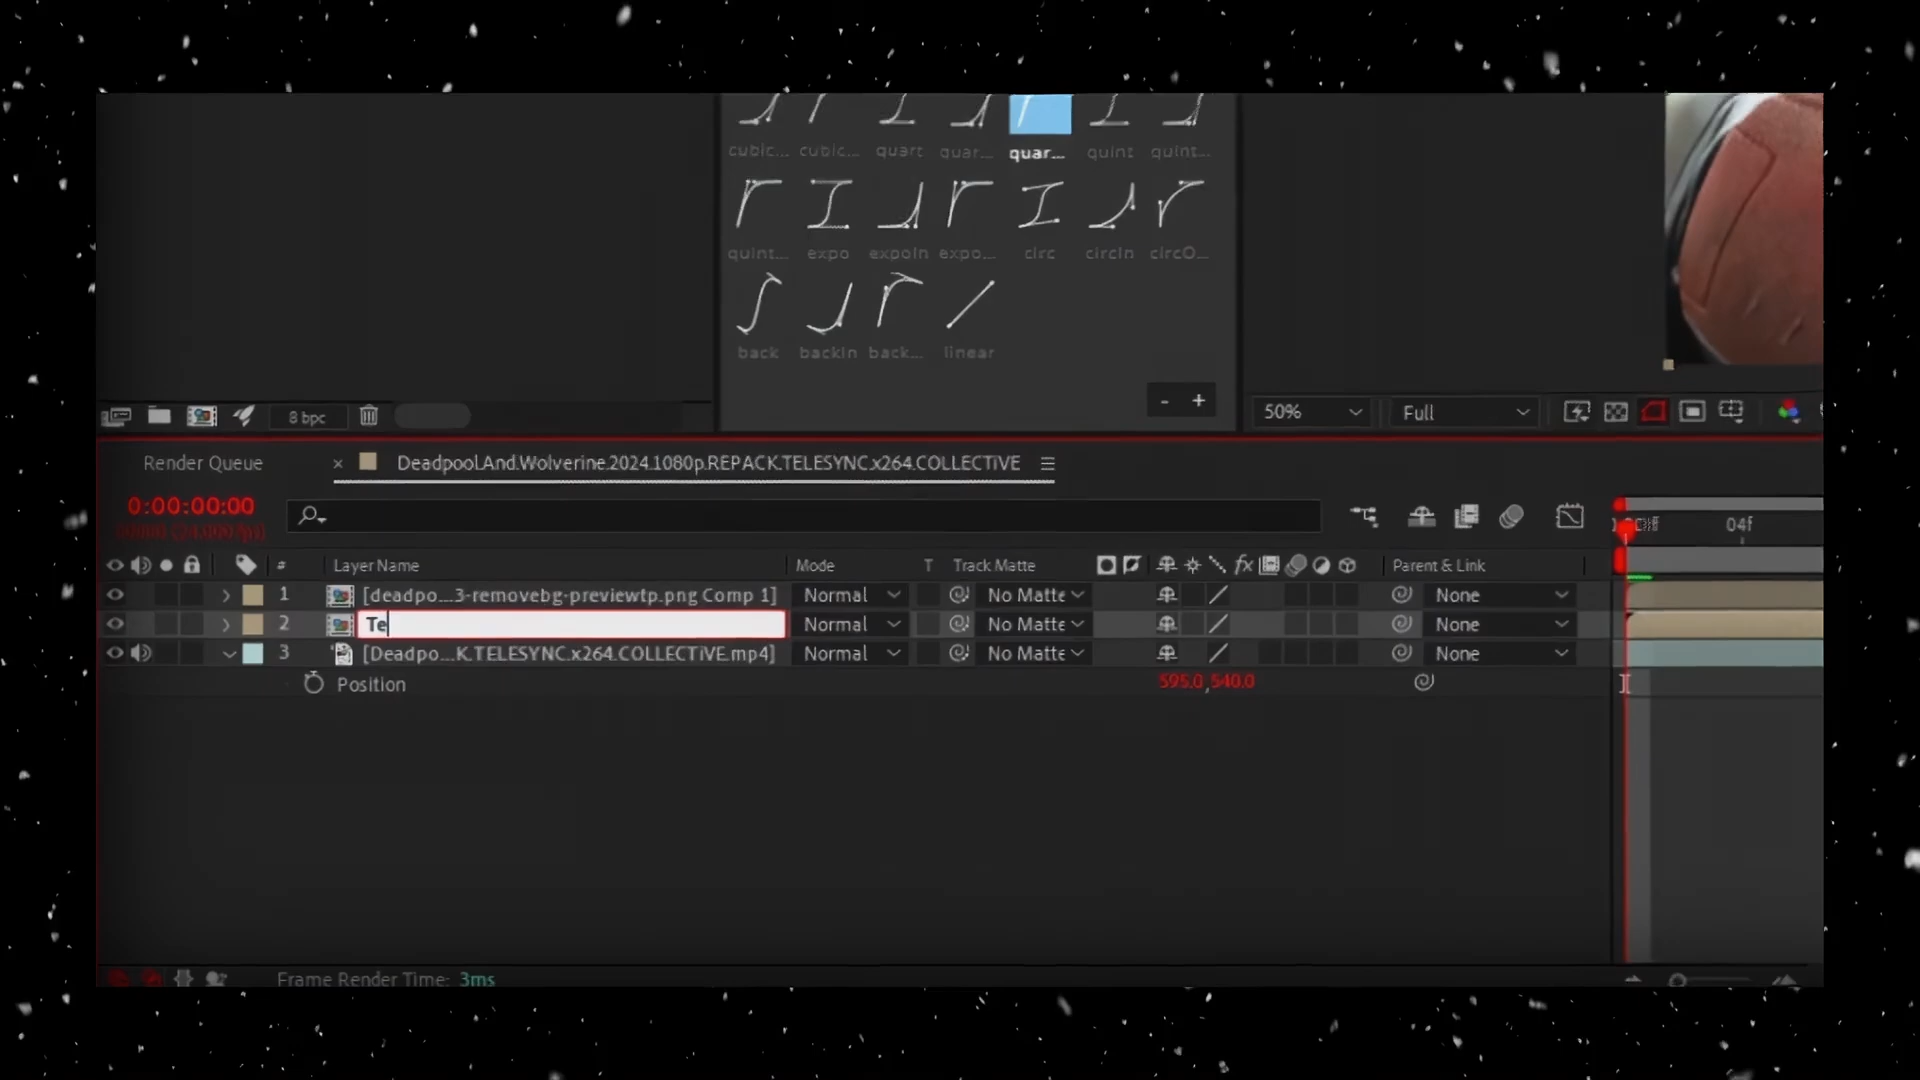 cubic... cubic... quart quar... quar... quint quint...
quint... expo expoIn expo... circ circIn circO...
back backIn back... linear
- +
8 bpc
50% Full
Render Queue × Deadpool.And.Wolverine.2024.1080p.REPACK.TELESYNC.x264.COLLECTiVE
0:00:00:00
04f
# Layer Name Mode T Track Matte fx Parent & Link
1 [deadpo...3-removebg-previewtp.png Comp 1] Normal No Matte None
2 Te Normal No Matte None
3 [Deadpo...K.TELESYNC.x264.COLLECTiVE.mp4] Normal No Matte None
Position 595.0,540.0
Frame Render Time: 3ms